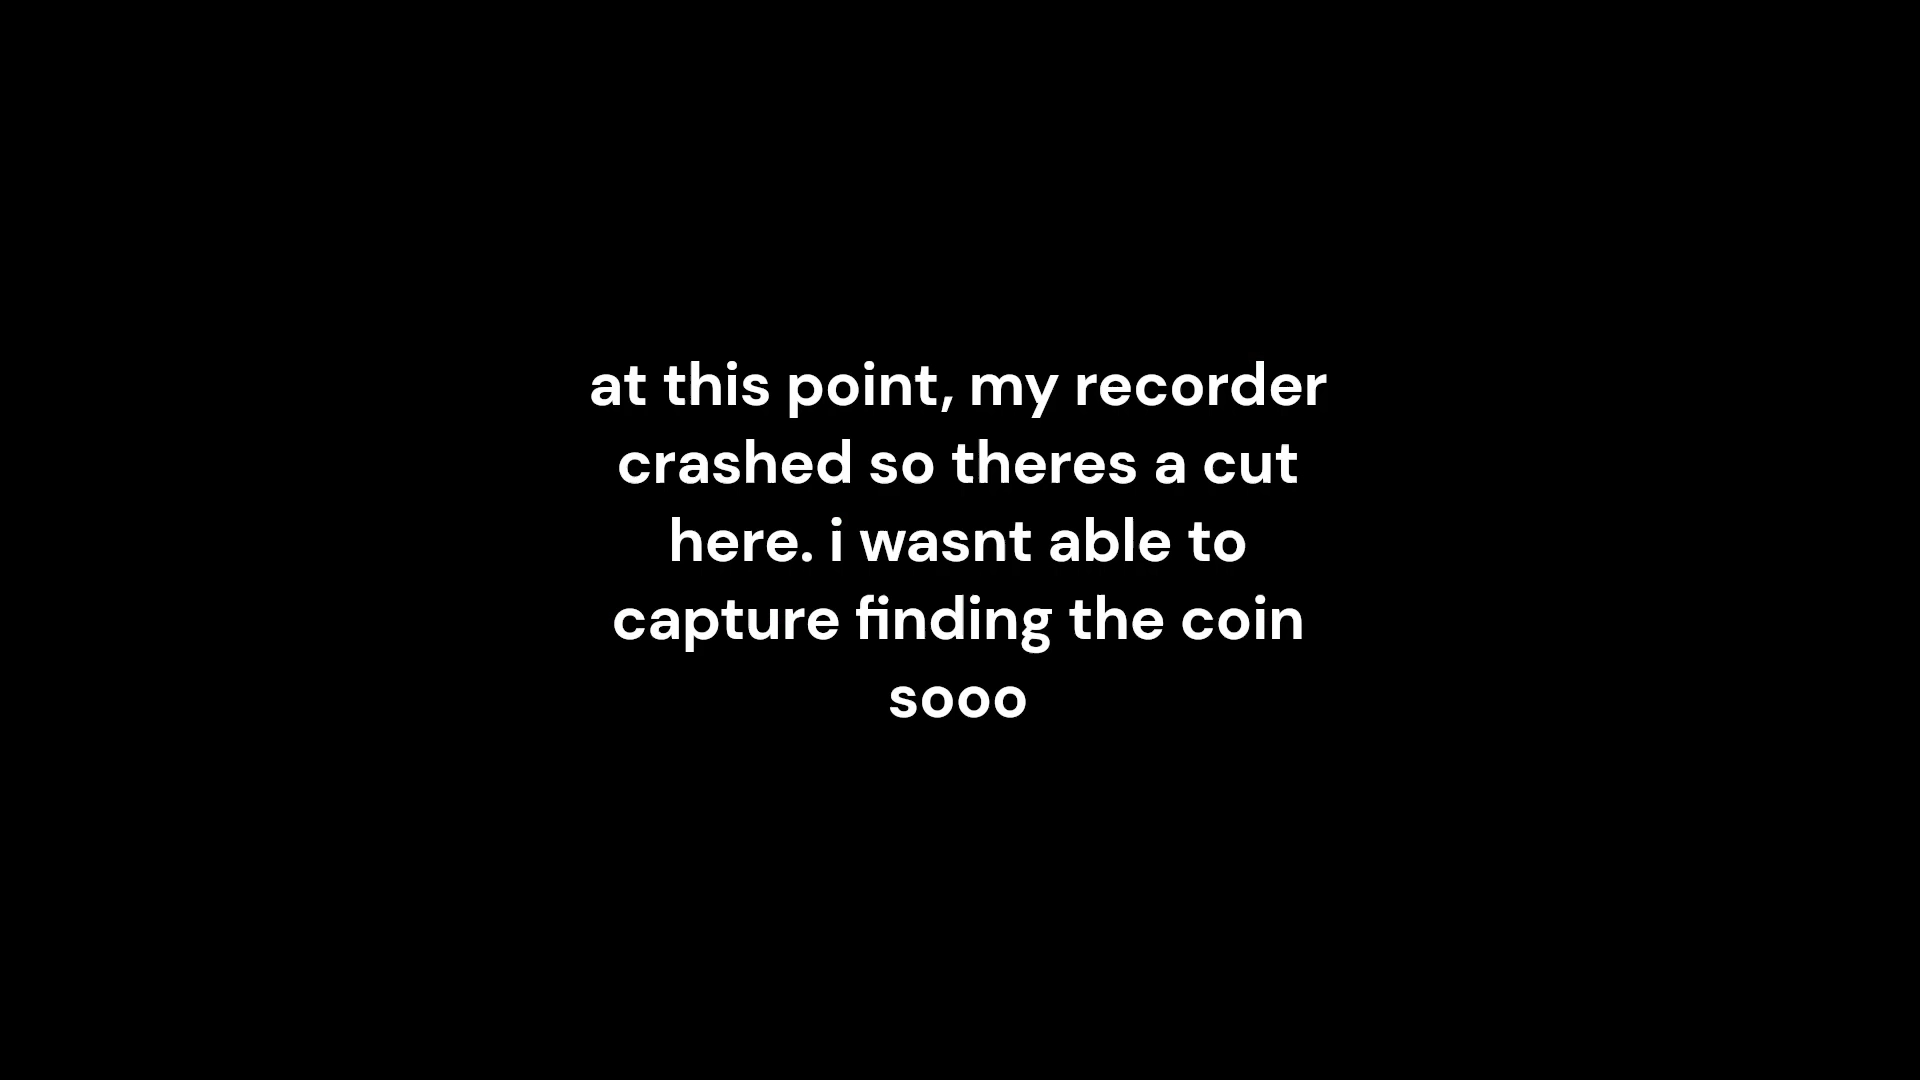 at this point, my recorder
crashed so theres a cut
here. i wasnt able to
capture finding the coin
sooo